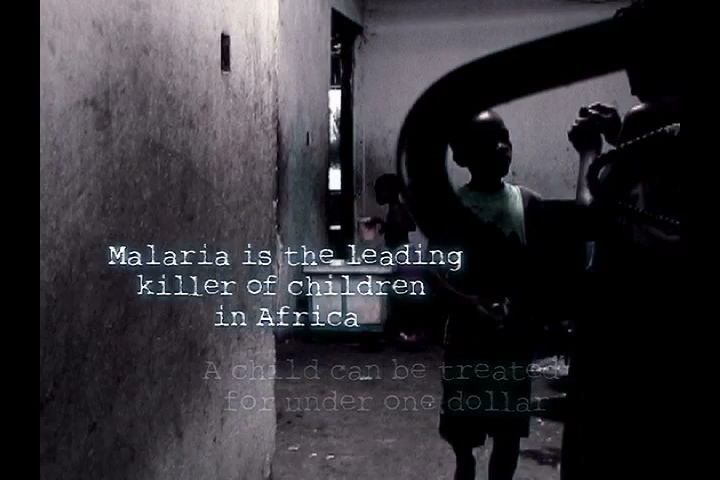 Malaria is the leading
killer of children
in Africa
A child can be treated
for under one dollar